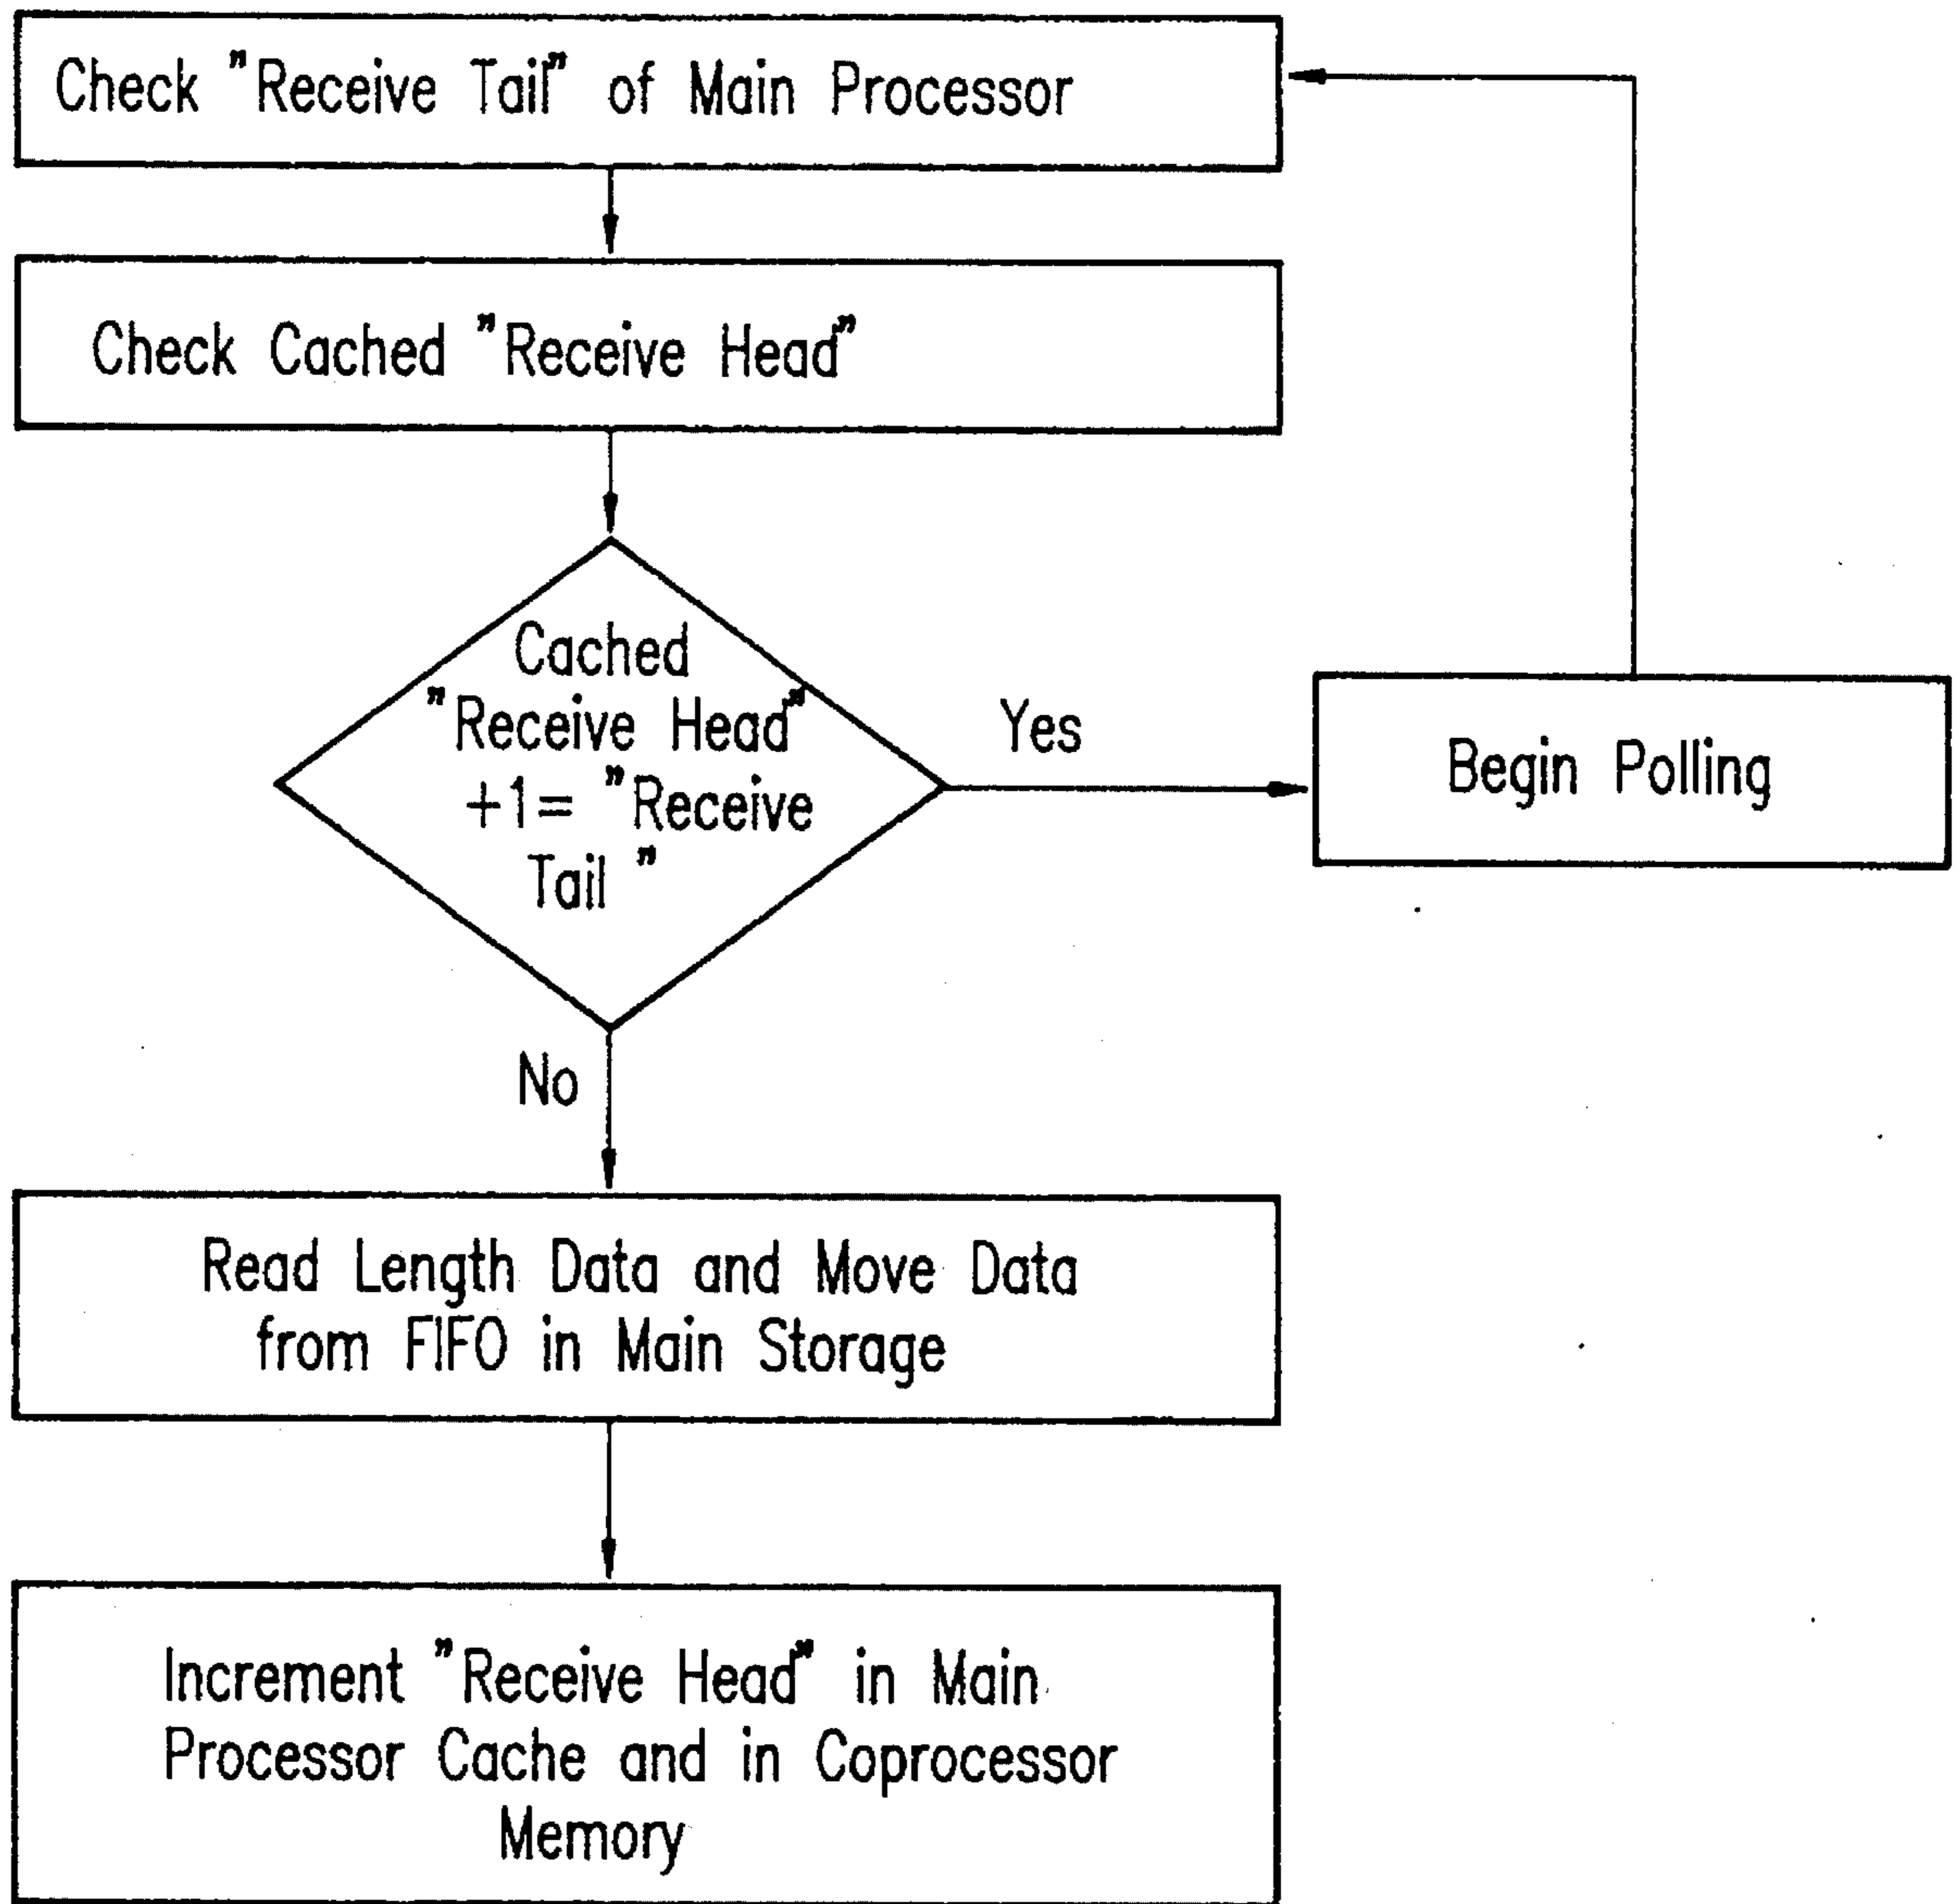 Check "Receive Tail" of Main Processor
Check Cached "Receive Head"
Cached
"Receive Head"
+1= "Receive
Tail "
Yes
Begin Polling
No
Read Length Data and Move Data
from FIFO in Main Storage
Increment "Receive Head" in Main
Processor Cache and in Coprocessor
Memory